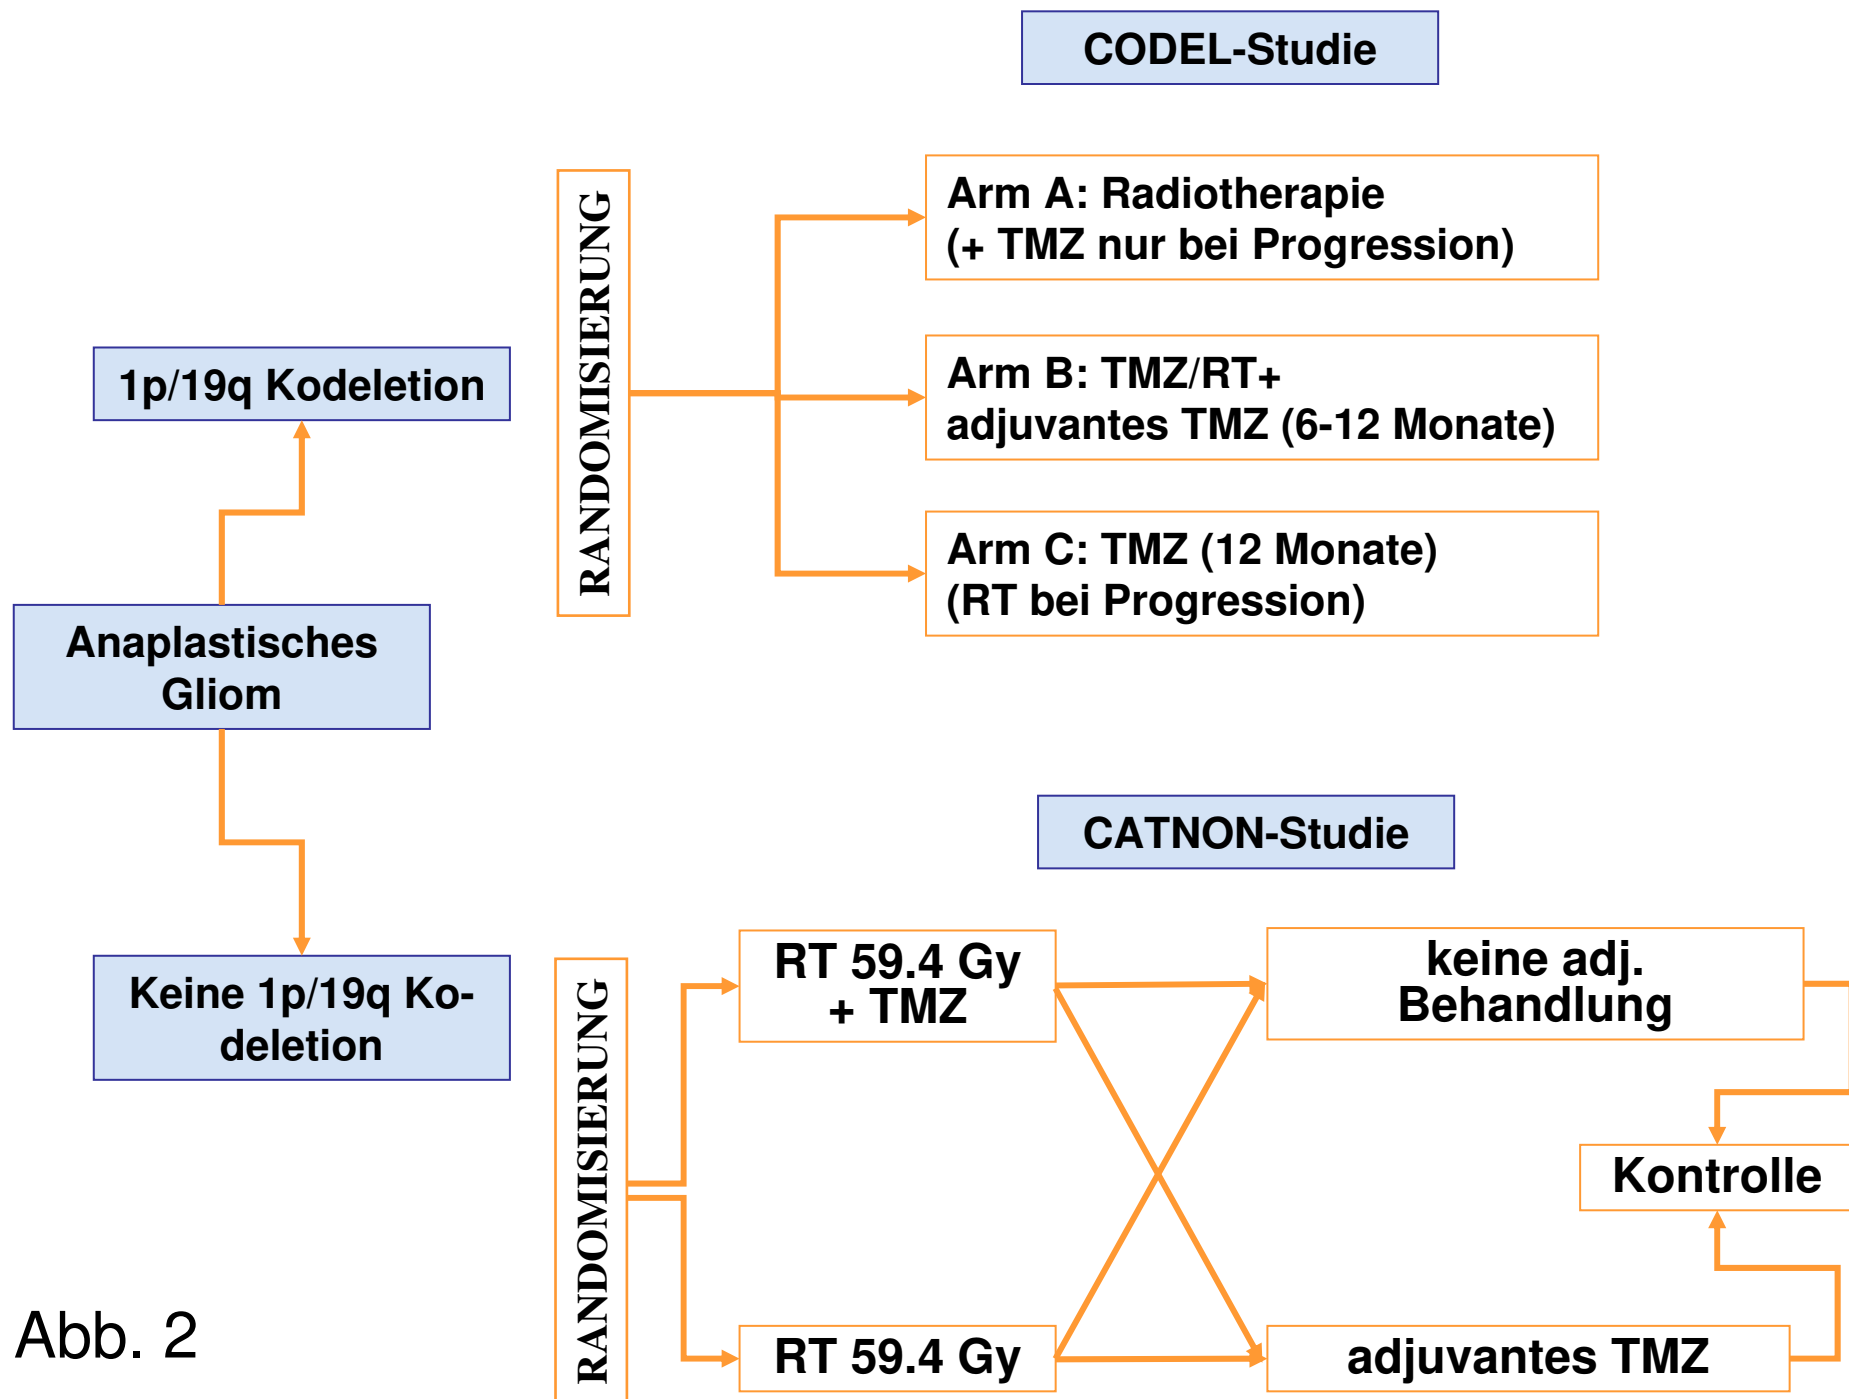 CODEL-Studie
RANDOMISIERUNG
Arm A: Radiotherapie
(+ TMZ nur bei Progression)
1p/19q Kodeletion
Arm B: TMZ/RT+
adjuvantes TMZ (6-12 Monate)
Arm C: TMZ (12 Monate)
(RT bei Progression)
Anaplastisches
Gliom
CATNON-Studie
Keine 1p/19q Ko-
deletion
RANDOMISIERUNG
RT 59.4 Gy
+ TMZ
keine adj.
Behandlung
Kontrolle
RT 59.4 Gy
adjuvantes TMZ
Abb. 2